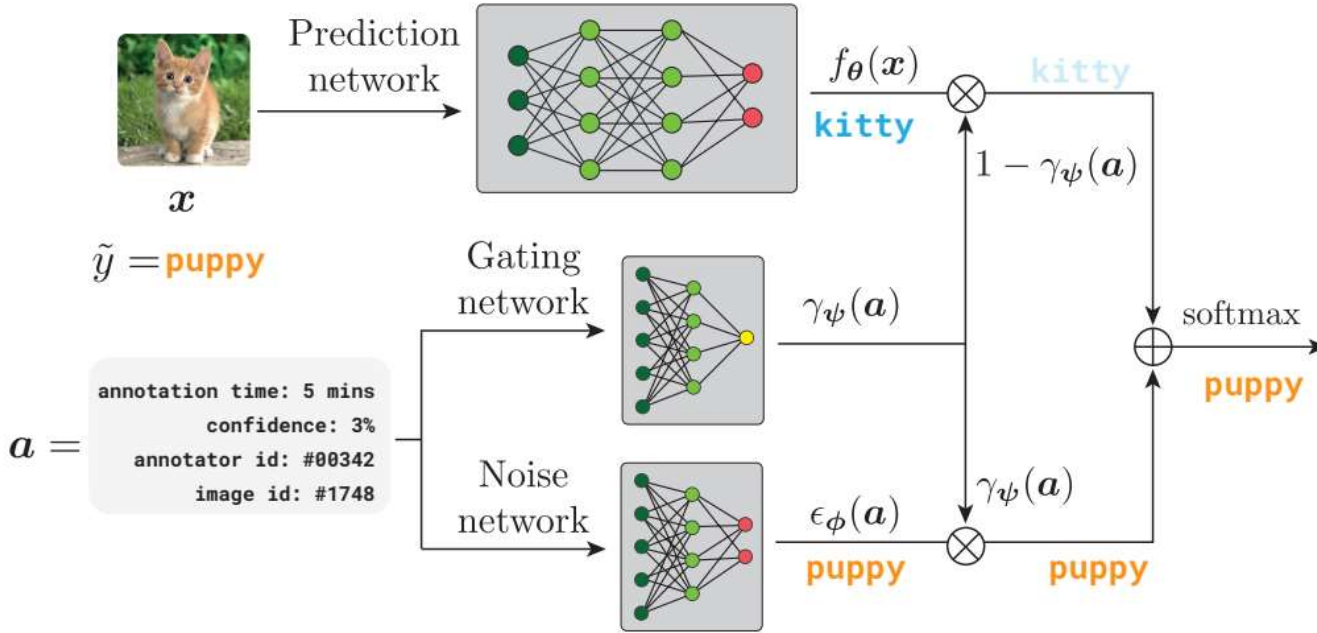 Prediction
network
f_θ(x)
kitty
kitty
1 − γ_ψ(a)
x
ỹ = puppy
Gating
network
γ_ψ(a)
softmax
puppy
a =
annotation time: 5 mins
confidence: 3%
annotator id: #00342
image id: #1748
Noise
network
ϵ_ϕ(a)
puppy
γ_ψ(a)
puppy